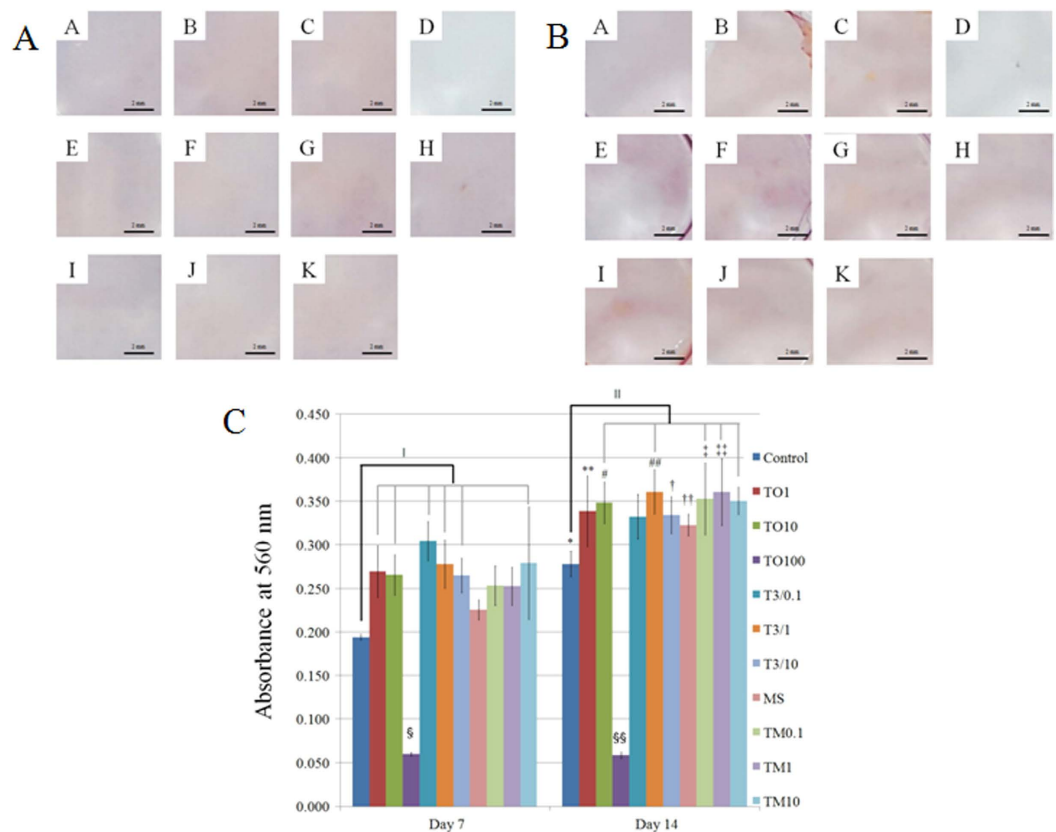 A
A B C D
2 mm 2 mm 2 mm 2 mm
E F G H
2 mm 2 mm 2 mm 2 mm
I J K
2 mm 2 mm 2 mm
B
A B C D
2 mm 2 mm 2 mm 2 mm
E F G H
2 mm 2 mm 2 mm 2 mm
I J K
2 mm 2 mm 2 mm
C
Absorbance at 560 nm
0.450
0.400
0.350
0.300
0.250
0.200
0.150
0.100
0.050
0.000
I
§
II
*
**
#
##
†
††
‡
‡‡
§§
Day 7 Day 14
Control
TO1
TO10
TO100
T3/0.1
T3/1
T3/10
MS
TM0.1
TM1
TM10